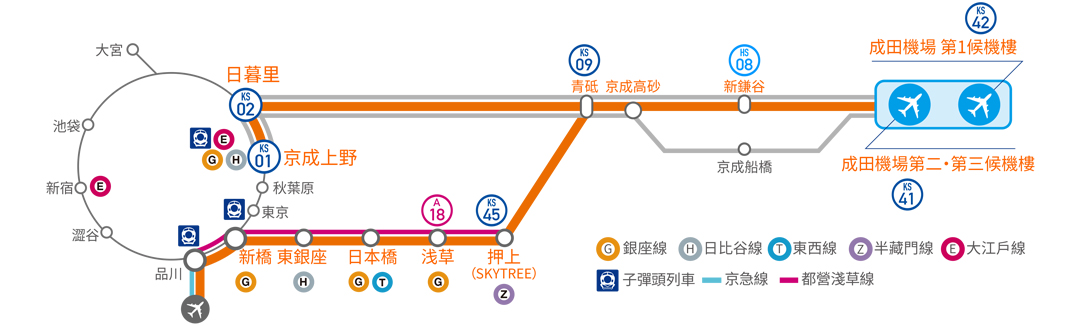 KS
42
成田機場 第1候機樓
大宮
日暮里
KS
02
KS
09
HS
08
青砥
京成高砂
新鎌谷
池袋
E
G
H
KS
01
京成上野
京成船橋
成田機場第二・第三候機樓
新宿
E
秋葉原
KS
41
東京
A
18
KS
45
澀谷
品川
新橋
東銀座
日本橋
浅草
押上
(SKYTREE)
G
H
G
T
G
Z
G 銀座線
H 日比谷線
T 東西線
Z 半藏門線
E 大江戶線
子彈頭列車
京急線
都營淺草線